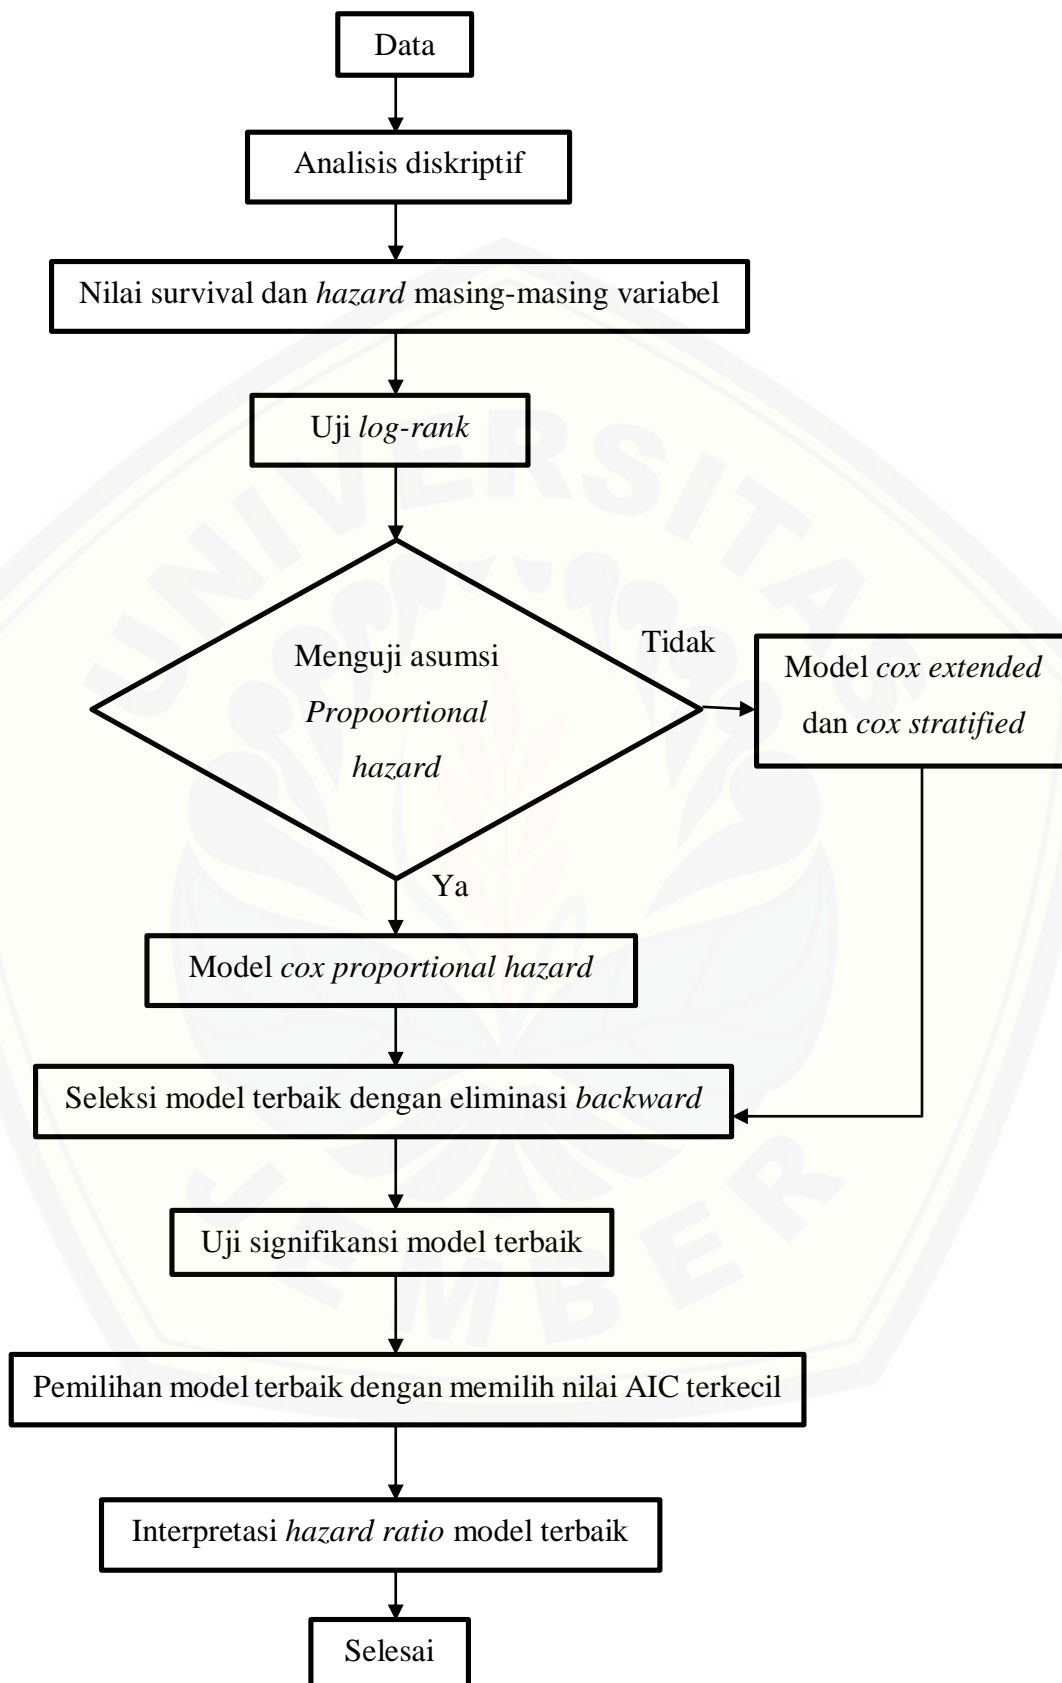 Data
Analisis diskriptif
Nilai survival dan hazard masing-masing variabel
Uji log-rank
Menguji asumsi
Propoortional
hazard
Tidak
Model cox extended
dan cox stratified
Ya
Model cox proportional hazard
Seleksi model terbaik dengan eliminasi backward
Uji signifikansi model terbaik
Pemilihan model terbaik dengan memilih nilai AIC terkecil
Interpretasi hazard ratio model terbaik
Selesai
UNIVERSITAS
JEMBER